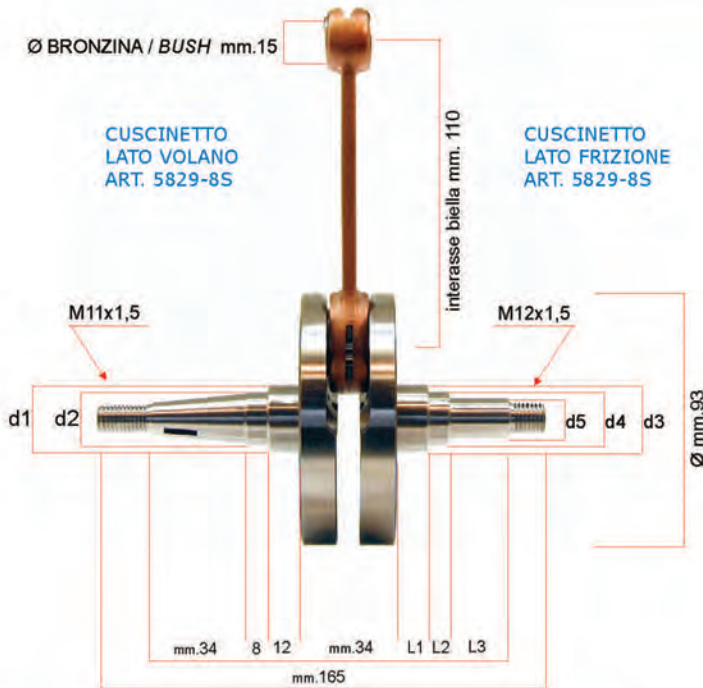 Ø BRONZINA / BUSH mm.15
CUSCINETTO
LATO VOLANO
ART. 5829-8S
CUSCINETTO
LATO FRIZIONE
ART. 5829-8S
interasse biella mm. 110
M11x1,5
M12x1,5
d1
d2
d5
d4
d3
Ø mm.93
mm.34
8
12
mm.34
L1
L2
L3
mm.165